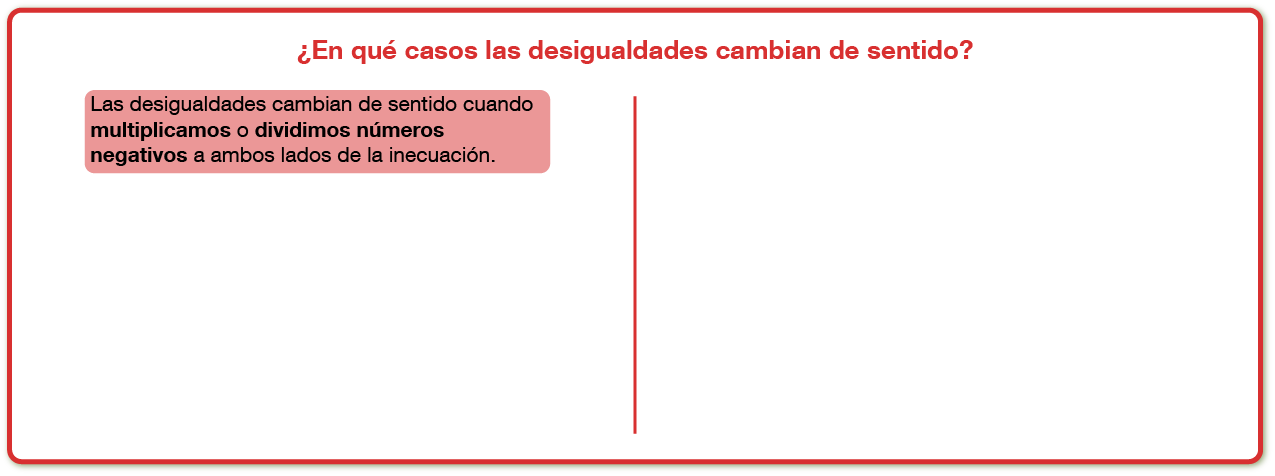 ¿En qué casos las desigualdades cambian de sentido?
Las desigualdades cambian de sentido cuando
multiplicamos o dividimos números
negativos a ambos lados de la inecuación.